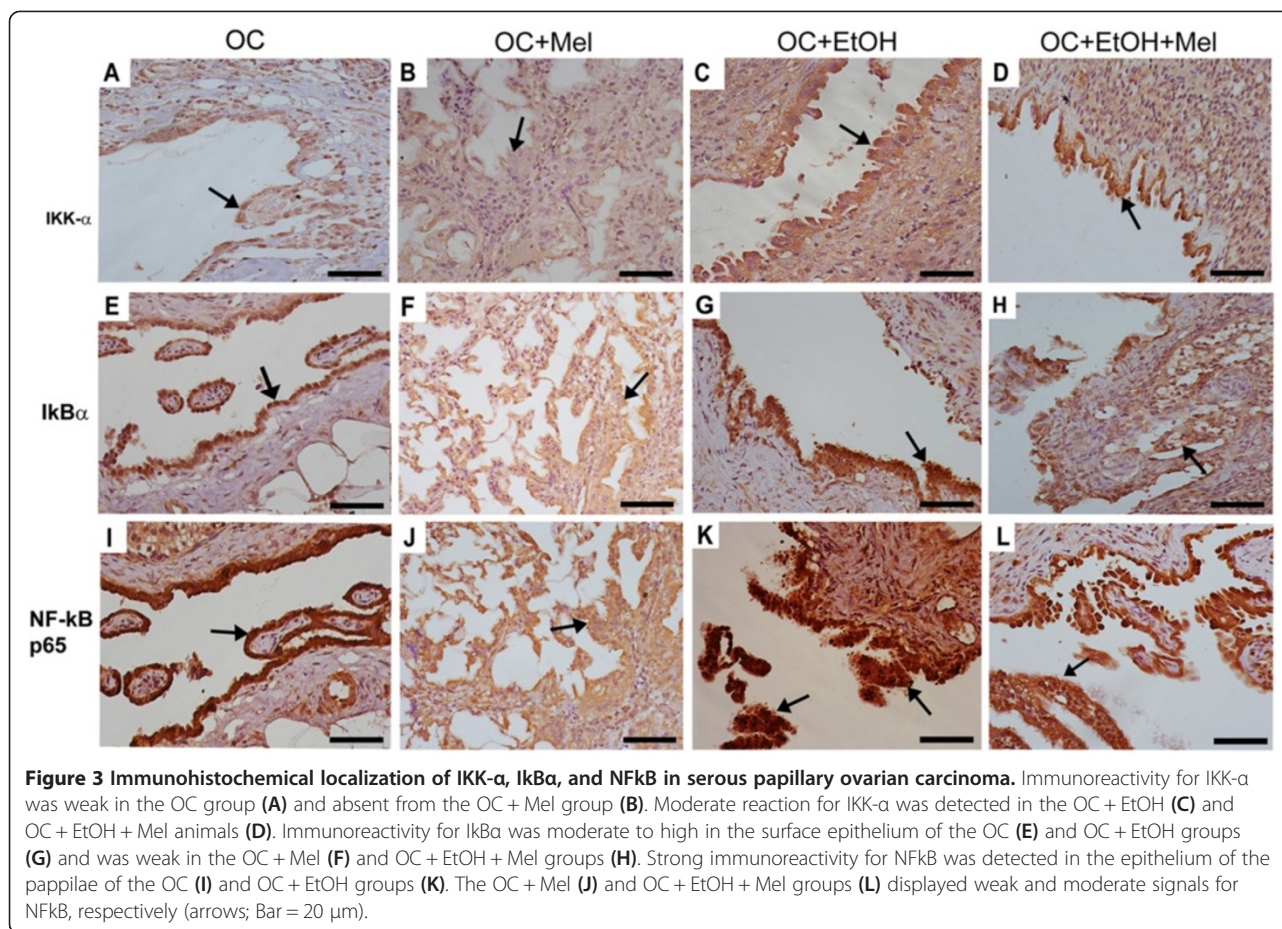 OC OC+Mel OC+EtOH OC+EtOH+Mel
A B C D
IKK-α
E F G H
IkBα
I J K L
NF-kB
p65
Figure 3 Immunohistochemical localization of IKK-α, IkBα, and NFkB in serous papillary ovarian carcinoma. Immunoreactivity for IKK-α
was weak in the OC group (A) and absent from the OC + Mel group (B). Moderate reaction for IKK-α was detected in the OC + EtOH (C) and
OC + EtOH + Mel animals (D). Immunoreactivity for IkBα was moderate to high in the surface epithelium of the OC (E) and OC + EtOH groups
(G) and was weak in the OC + Mel (F) and OC + EtOH + Mel groups (H). Strong immunoreactivity for NFkB was detected in the epithelium of the
pappilae of the OC (I) and OC + EtOH groups (K). The OC + Mel (J) and OC + EtOH + Mel groups (L) displayed weak and moderate signals for
NFkB, respectively (arrows; Bar = 20 μm).